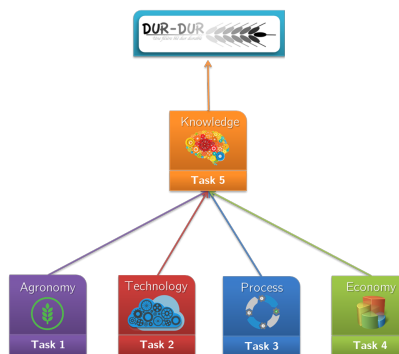 DUR-DUR
Knowledge
Task 5
Agronomy
Technology
Process
Economy
Task 1
Task 2
Task 3
Task 4